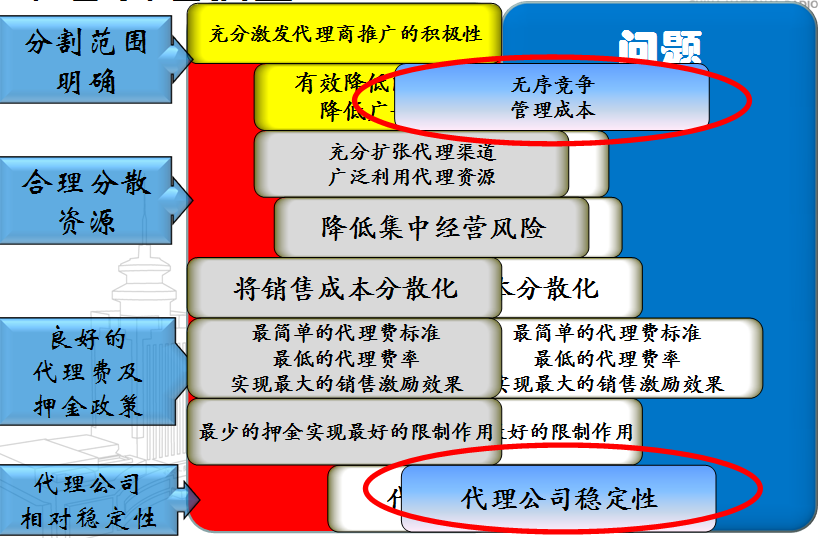 分割范围
明确
充分激发代理商推广的积极性
问题
有效降低
降低广
无序竞争
管理成本
充分扩张代理渠道
广泛利用代理资源
合理分散
资源
降低集中经营风险
将销售成本分散化
分散化
良好的
代理费及
押金政策
最简单的代理费标准
最低的代理费率
实现最大的销售激励效果
最简单的代理费标准
最低的代理费率
实现最大的销售激励效果
最少的押金实现最好的限制作用
好的限制作用
代理公司
相对稳定性
代理公司稳定性